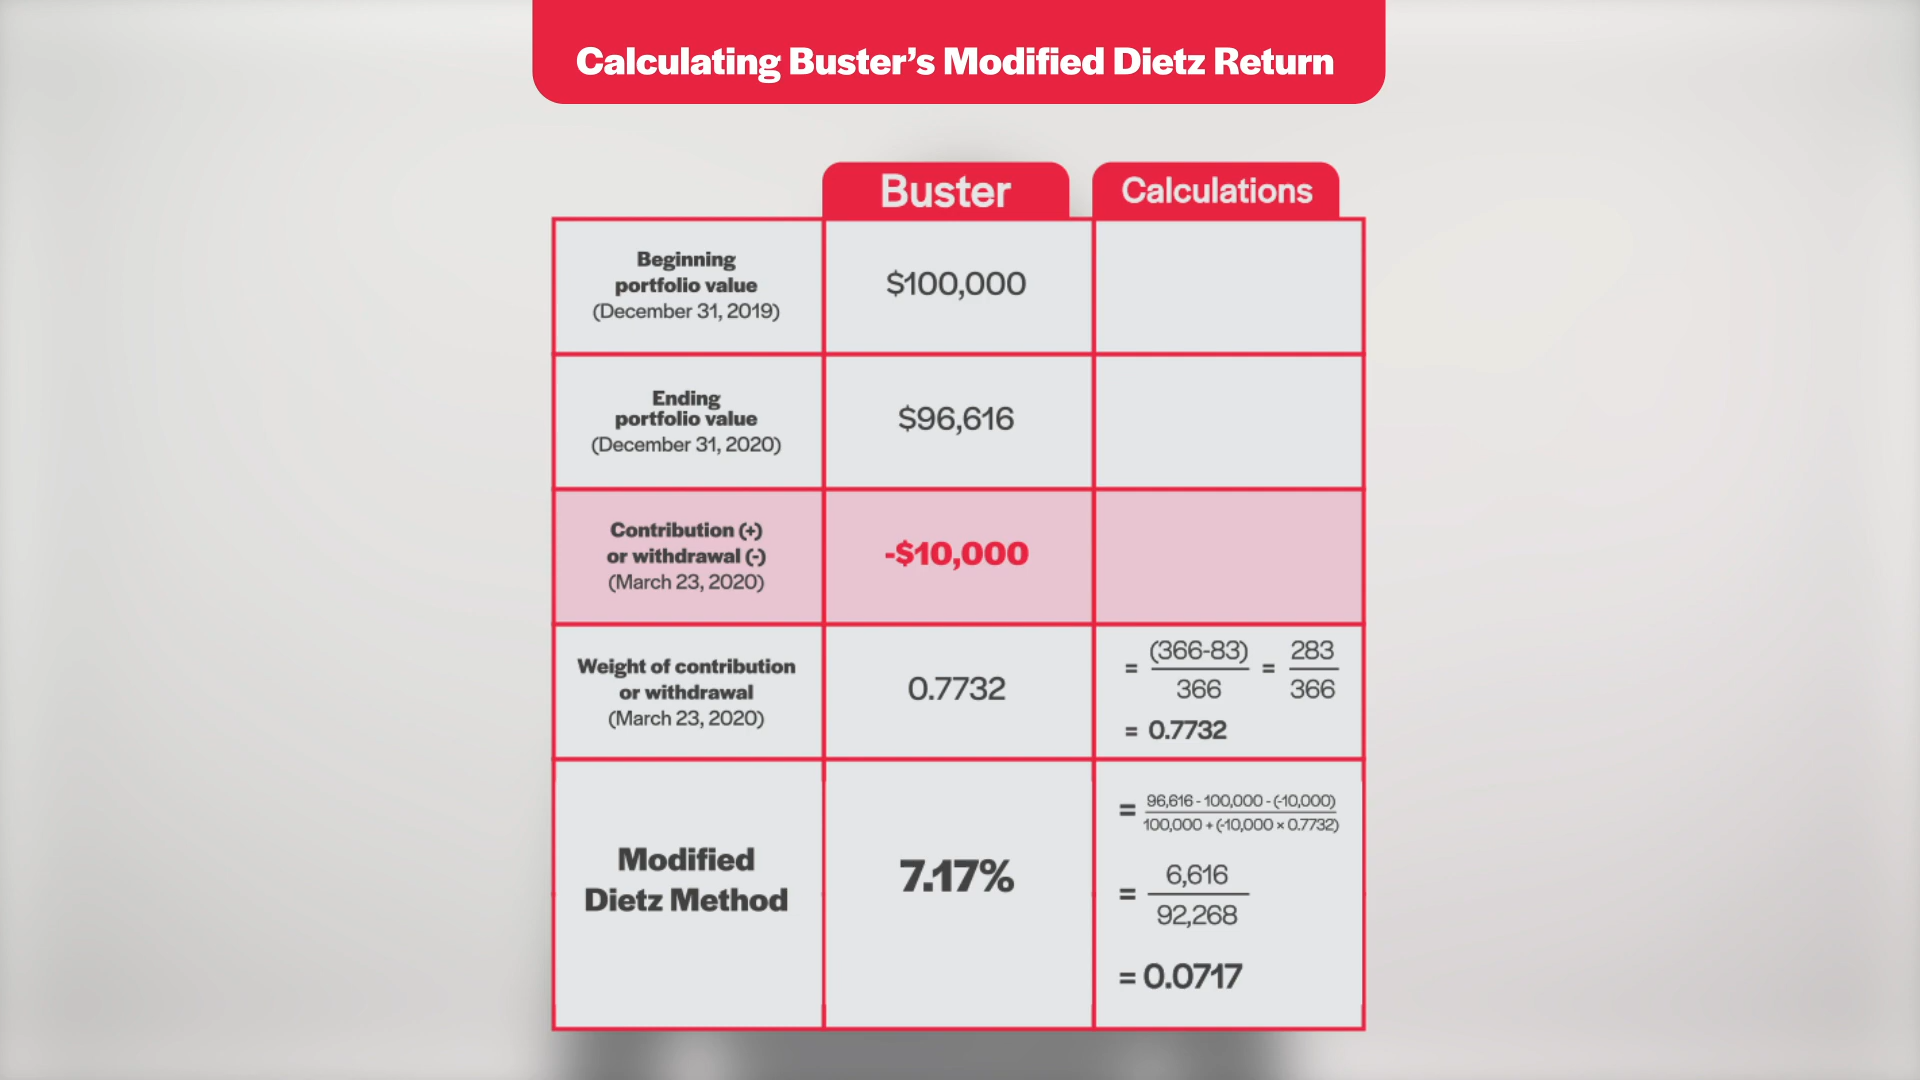 Calculating Buster’s Modified Dietz Return
Buster
Calculations
Beginning
portfolio value
(December 31, 2019)
$100,000
Ending
portfolio value
(December 31, 2020)
$96,616
Contribution (+)
or withdrawal (-)
(March 23, 2020)
-$10,000
Weight of contribution
or withdrawal
(March 23, 2020)
0.7732
= (366-83) / 366 = 283 / 366
= 0.7732
Modified
Dietz Method
7.17%
= 96,616 - 100,000 - (-10,000) / 100,000 + (-10,000 × 0.7732)
= 6,616 / 92,268
= 0.0717